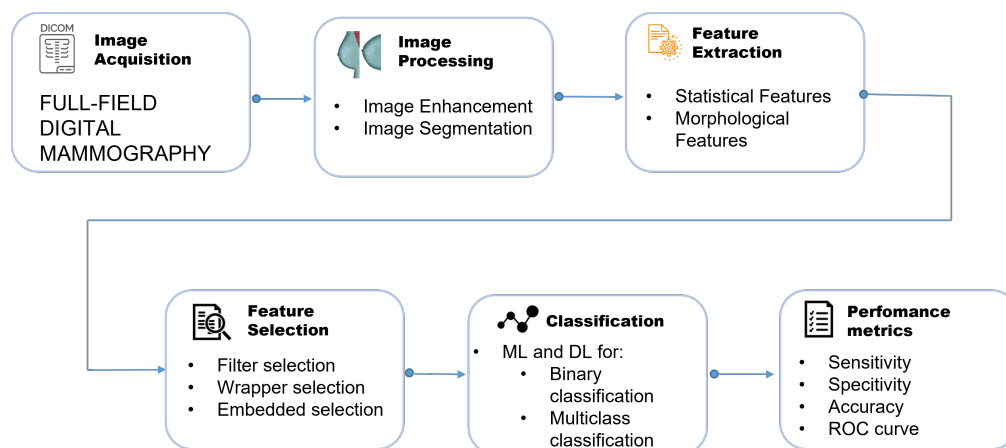 DICOM
Image
Acquisition
FULL-FIELD
DIGITAL
MAMMOGRAPHY
Image
Processing
• Image Enhancement
• Image Segmentation
Feature
Extraction
• Statistical Features
• Morphological
Features
Feature
Selection
• Filter selection
• Wrapper selection
• Embedded selection
Classification
• ML and DL for:
• Binary
classification
• Multiclass
classification
Perfomance
metrics
• Sensitivity
• Specitivity
• Accuracy
• ROC curve